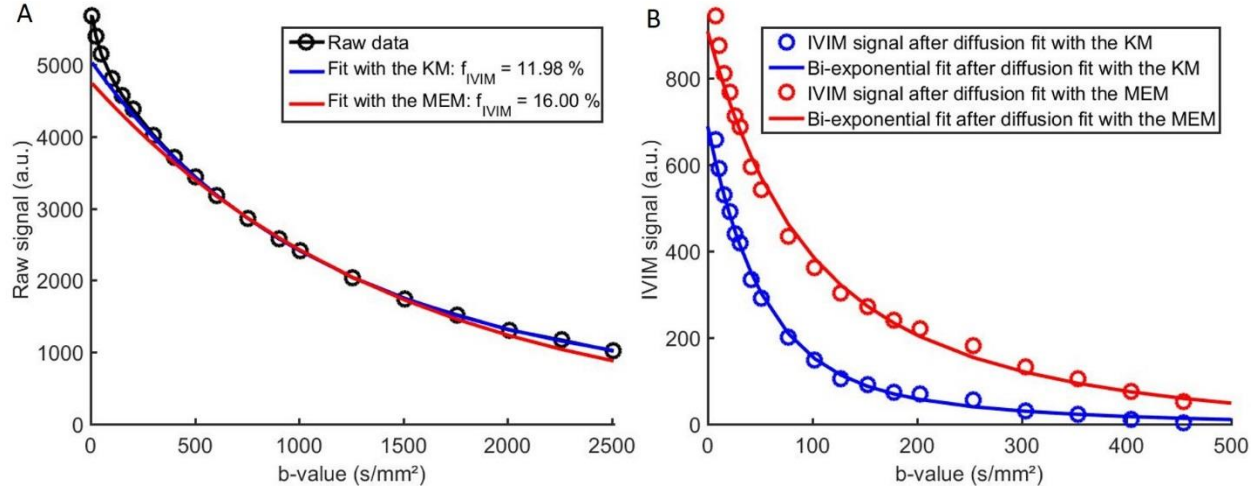 A
Raw data
Fit with the KM: fIVIM = 11.98 %
Fit with the MEM: fIVIM = 16.00 %
Raw signal (a.u.)
5000
4000
3000
2000
1000
0
0 500 1000 1500 2000 2500
b-value (s/mm²)
B
IVIM signal after diffusion fit with the KM
Bi-exponential fit after diffusion fit with the KM
IVIM signal after diffusion fit with the MEM
Bi-exponential fit after diffusion fit with the MEM
IVIM signal (a.u.)
800
600
400
200
0
0 100 200 300 400 500
b-value (s/mm²)